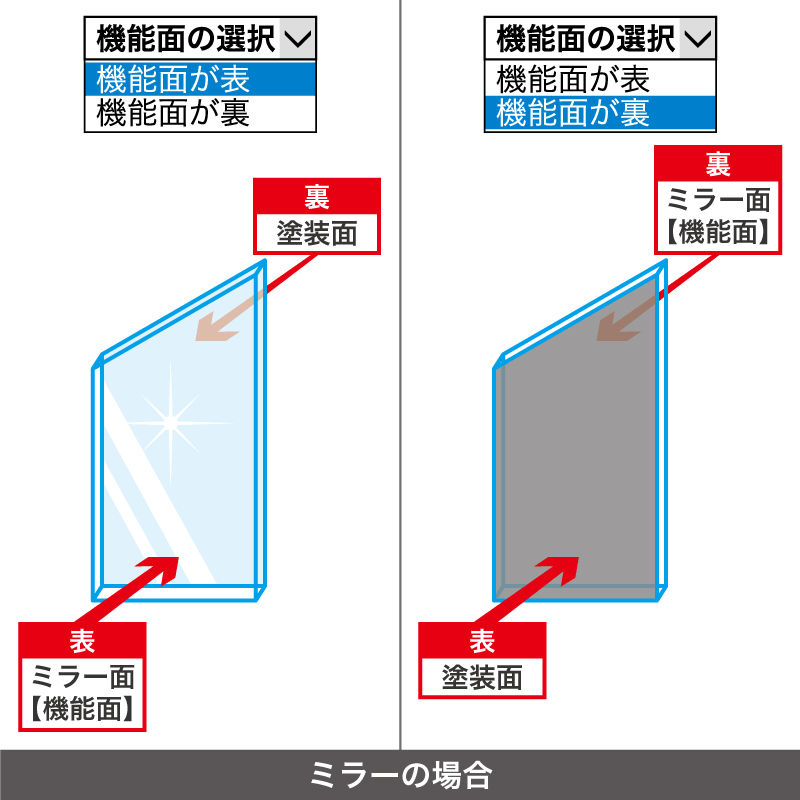 機能面の選択
機能面が表
機能面が裏
裏
塗装面
表
ミラー面
【機能面】
機能面の選択
機能面が表
機能面が裏
裏
ミラー面
【機能面】
表
塗装面
ミラーの場合